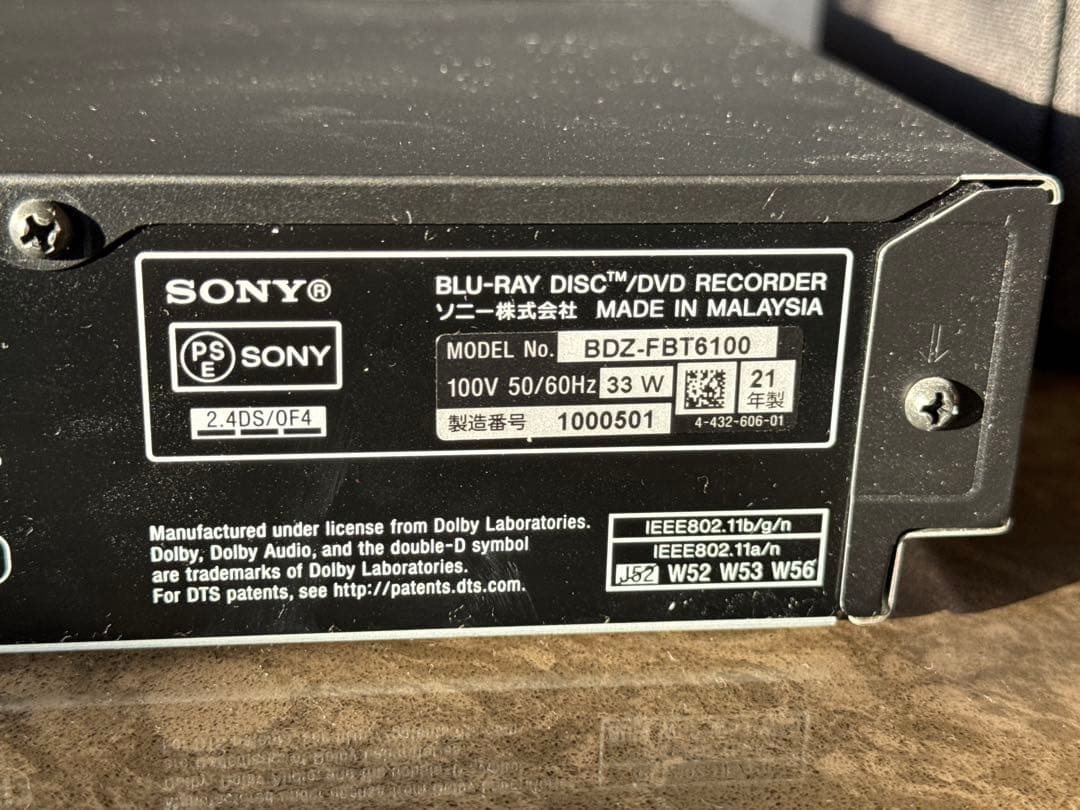 SONY®
BLU-RAY DISC™/DVD RECORDER
ソニー株式会社 MADE IN MALAYSIA
PSE SONY
MODEL No. BDZ-FBT6100
100V 50/60Hz 33 W
21
年製
2.4DS/OF4
製造番号 1000501
4-432-606-01
Manufactured under license from Dolby Laboratories.
Dolby, Dolby Audio, and the double-D symbol
are trademarks of Dolby Laboratories.
For DTS patents, see http://patents.dts.com.
IEEE802.11b/g/n
IEEE802.11a/n
J52 W52 W53 W56